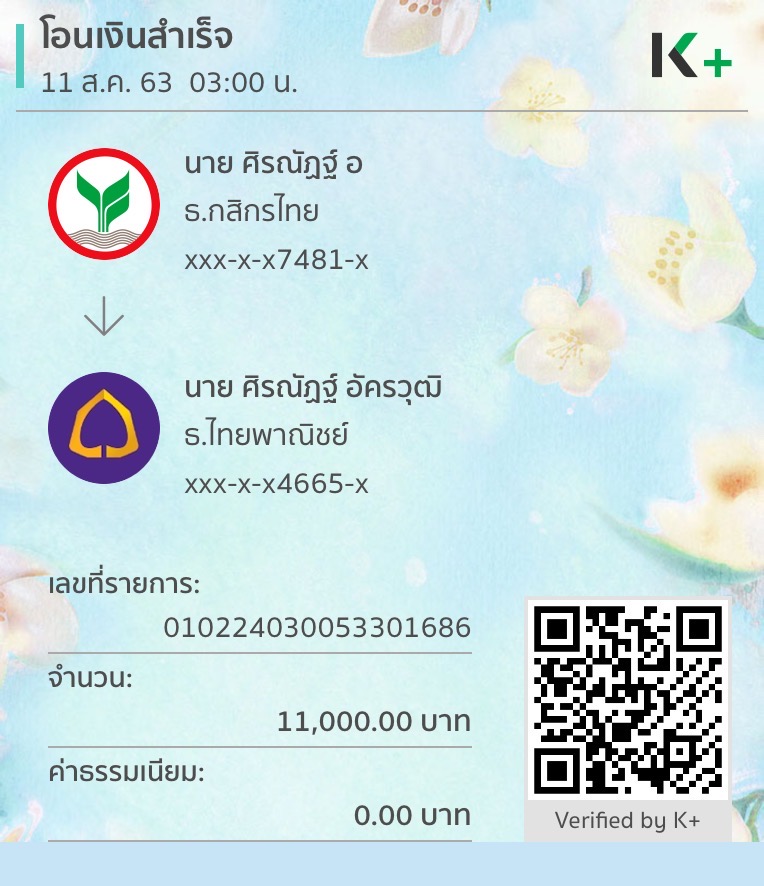 โอนเงินสำเร็จ
11 ส.ค. 63 03:00 น.
K+
นาย ศิรณัฏฐ์ อ
ธ.กสิกรไทย
xxx-x-x7481-x
นาย ศิรณัฏฐ์ อัครวุฒิ
ธ.ไทยพาณิชย์
xxx-x-x4665-x
เลขที่รายการ:
010224030053301686
จำนวน:
11,000.00 บาท
ค่าธรรมเนียม:
0.00 บาท
Verified by K+